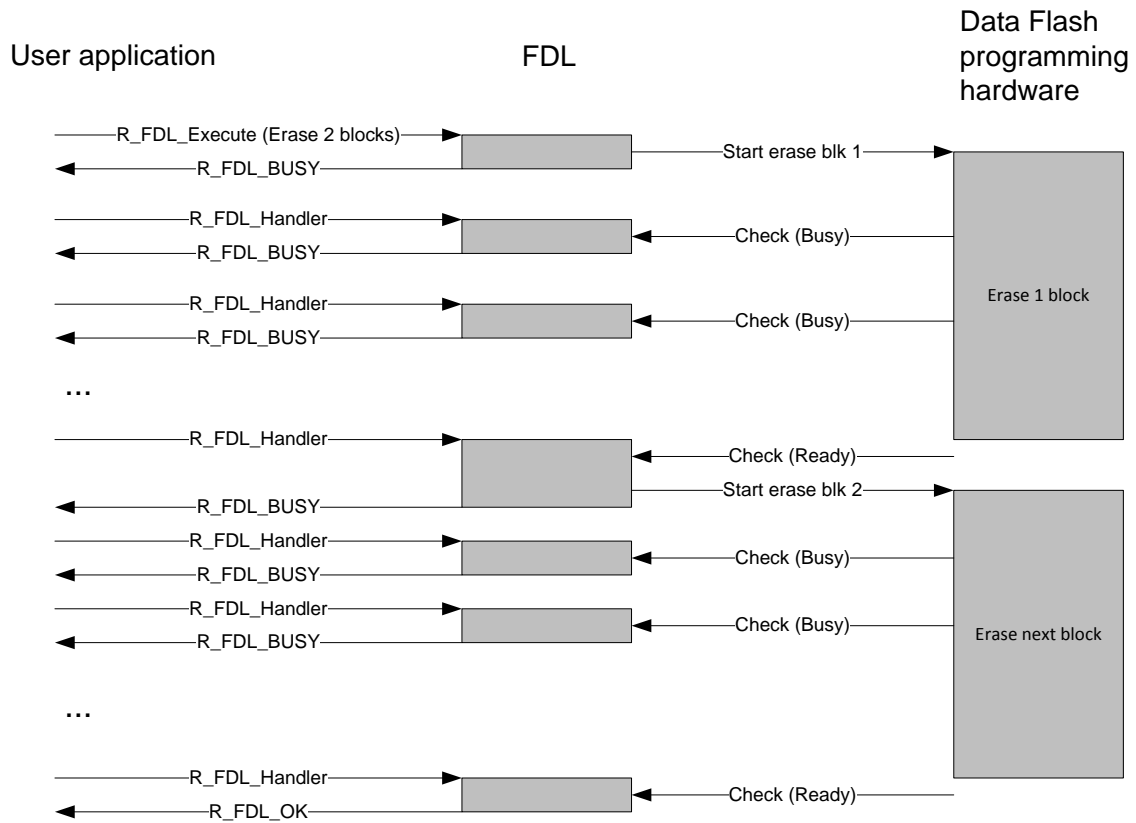 User application
FDL
Data Flash
programming
hardware
R_FDL_Execute (Erase 2 blocks)
Start erase blk 1
R_FDL_BUSY
R_FDL_Handler
Check (Busy)
R_FDL_BUSY
Erase 1 block
R_FDL_Handler
Check (Busy)
R_FDL_BUSY
...
R_FDL_Handler
Check (Ready)
Start erase blk 2
R_FDL_BUSY
R_FDL_Handler
Check (Busy)
R_FDL_BUSY
R_FDL_Handler
Check (Busy)
Erase next block
R_FDL_BUSY
...
R_FDL_Handler
Check (Ready)
R_FDL_OK